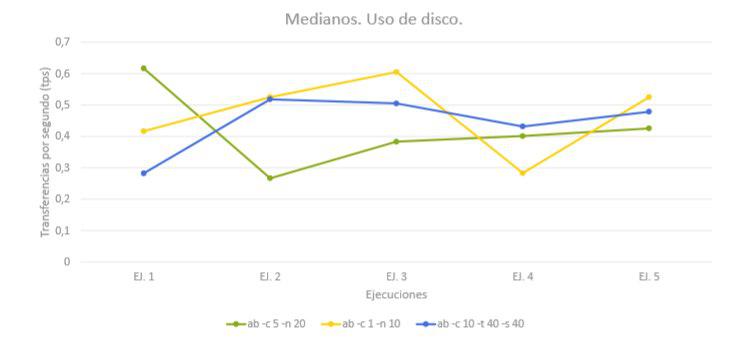 Medianos. Uso de disco.
Transferencias por segundo (tps)
0,7
0,6
0,5
0,4
0,3
0,2
0,1
0
EJ. 1 EJ. 2 EJ. 3 EJ. 4 EJ. 5
Ejecuciones
ab -c 5 -n 20 ab -c 1 -n 10 ab -c 10 -t 40 -s 40